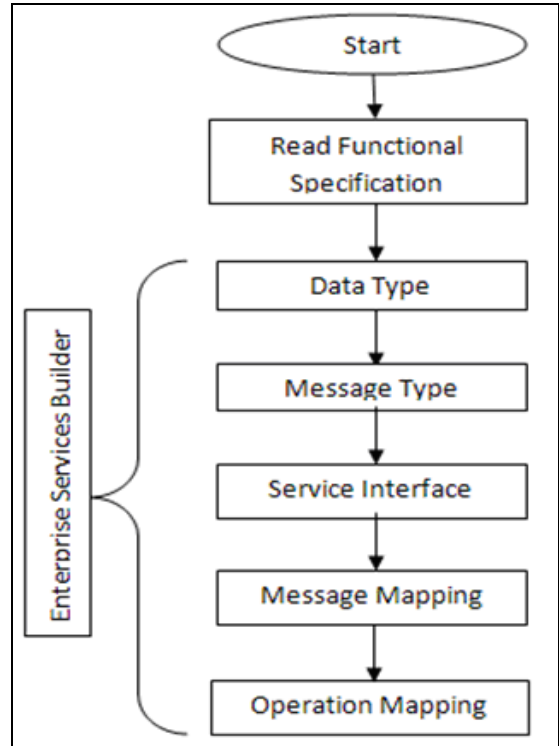 Start
Read Functional
Specification
Data Type
Enterprise Services Builder
Message Type
Service Interface
Message Mapping
Operation Mapping